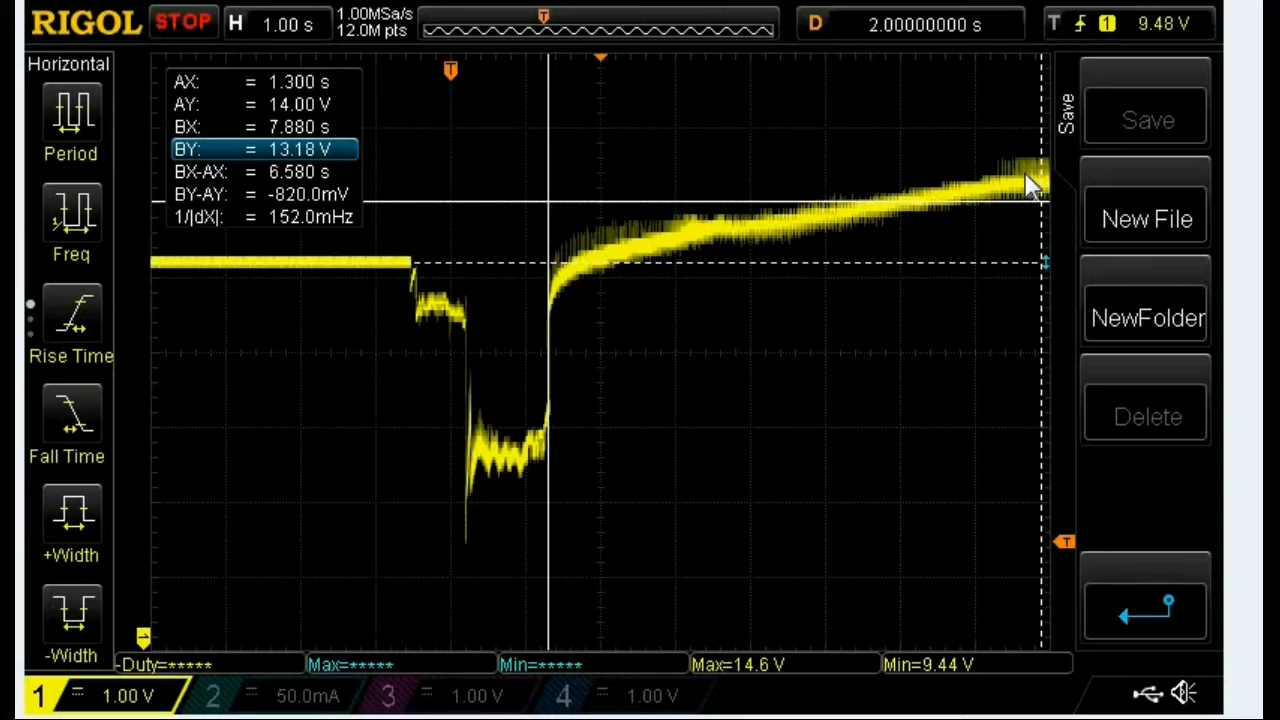 RIGOL STOP H 1.00 s 1.00MSa/s 12.0M pts T D 2.00000000 s T 1 9.48 V
Horizontal
Period
Freq
Rise Time
Fall Time
+Width
-Width
T
AX: = 1.300 s
AY: = 14.00 V
BX: = 7.880 s
BY: = 13.18 V
BX-AX: = 6.580 s
BY-AY: = -820.0mV
1/|dX|: = 152.0mHz
T
Save
Save
New File
NewFolder
Delete
-Duty=***** Max=***** Min=***** Max=14.6 V Min=9.44 V
1 1.00 V 2 50.0mA 3 1.00 V 4 1.00 V